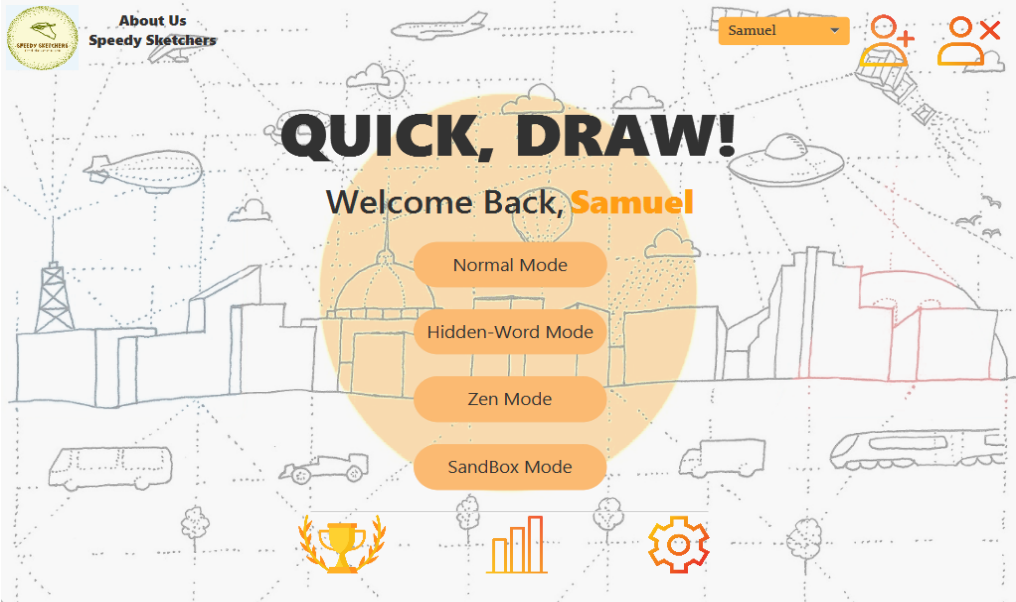 About Us
Speedy Sketchers
Samuel
SPEEDY SKETCHERS
QUICK, DRAW!
Welcome Back, Samuel
Normal Mode
Hidden-Word Mode
Zen Mode
SandBox Mode